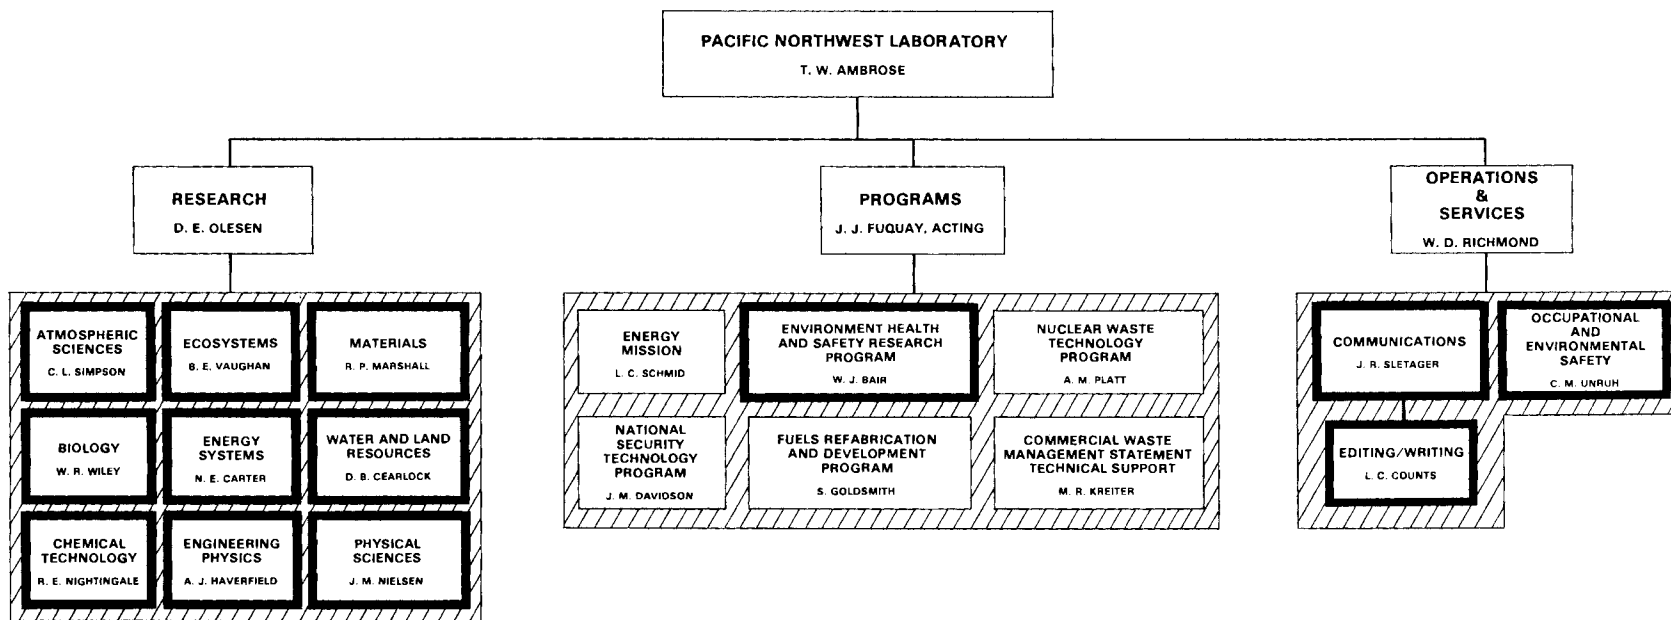 PACIFIC NORTHWEST LABORATORY
T. W. AMBROSE
RESEARCH
D. E. OLESEN
PROGRAMS
J. J. FUQUAY, ACTING
OPERATIONS
&
SERVICES
W. D. RICHMOND
ATMOSPHERIC
SCIENCES
C. L. SIMPSON
ECOSYSTEMS
B. E. VAUGHAN
MATERIALS
R. P. MARSHALL
BIOLOGY
W. R. WILEY
ENERGY
SYSTEMS
N. E. CARTER
WATER AND LAND
RESOURCES
D. B. CEARLOCK
CHEMICAL
TECHNOLOGY
R. E. NIGHTINGALE
ENGINEERING
PHYSICS
A. J. HAVERFIELD
PHYSICAL
SCIENCES
J. M. NIELSEN
ENERGY
MISSION
L. C. SCHMID
ENVIRONMENT HEALTH
AND SAFETY RESEARCH
PROGRAM
W. J. BAIR
NUCLEAR WASTE
TECHNOLOGY
PROGRAM
A. M. PLATT
NATIONAL
SECURITY
TECHNOLOGY
PROGRAM
J. M. DAVIDSON
FUELS REFABRICATION
AND DEVELOPMENT
PROGRAM
S. GOLDSMITH
COMMERCIAL WASTE
MANAGEMENT STATEMENT
TECHNICAL SUPPORT
M. R. KREITER
COMMUNICATIONS
J. R. SLETAGER
OCCUPATIONAL
AND
ENVIRONMENTAL
SAFETY
C. M. UNRUH
EDITING/WRITING
L. C. COUNTS